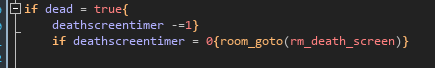 if dead = true{
deathscreentimer -=1}
if deathscreentimer = 0{room_goto(rm_death_screen)}